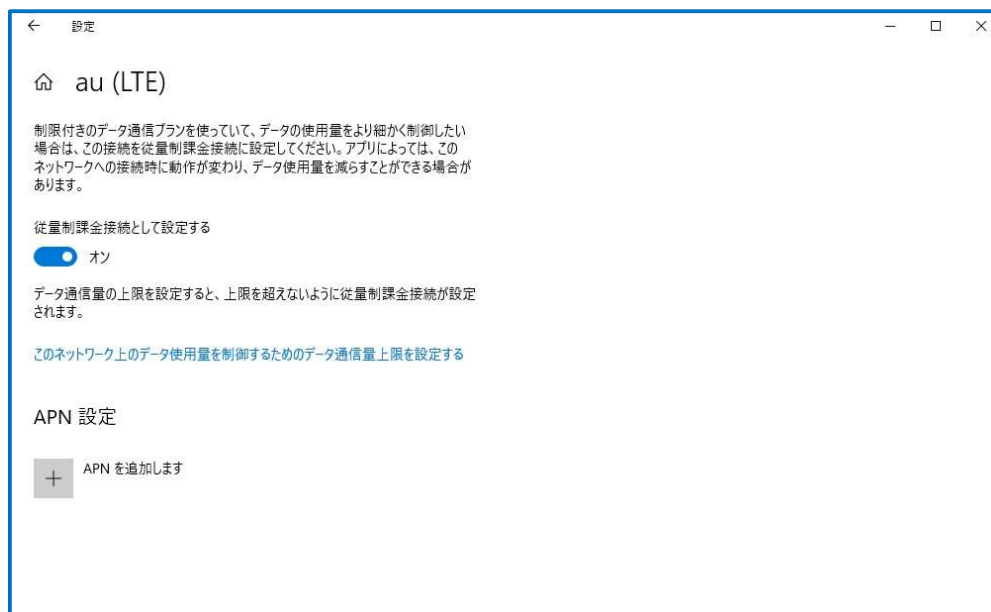 設定
au (LTE)
制限付きのデータ通信プランを使っていて、データの使用量をより細かく制御したい
場合は、この接続を従量制課金接続に設定してください。アプリによっては、この
ネットワークへの接続時に動作が変わり、データ使用量を減らすことができる場合が
あります。
従量制課金接続として設定する
オン
データ通信量の上限を設定すると、上限を超えないように従量制課金接続が設定
されます。
このネットワーク上のデータ使用量を制御するためのデータ通信量上限を設定する
APN 設定
APN を追加します